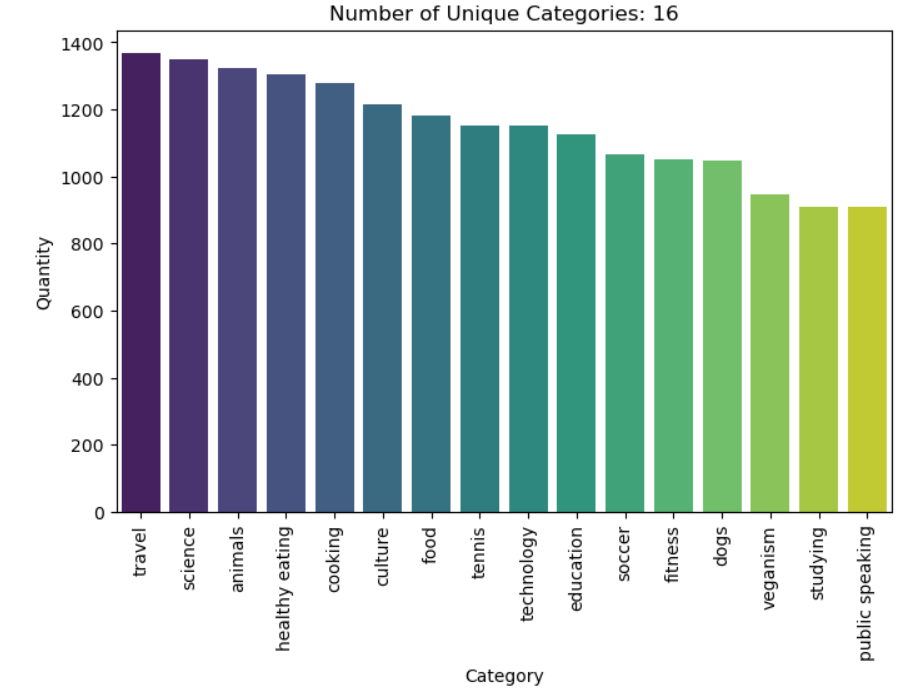 Number of Unique Categories: 16
1400
1200
1000
800
600
400
200
0
Quantity
travel
science
animals
healthy eating
cooking
culture
food
tennis
technology
education
soccer
fitness
dogs
veganism
studying
public speaking
Category